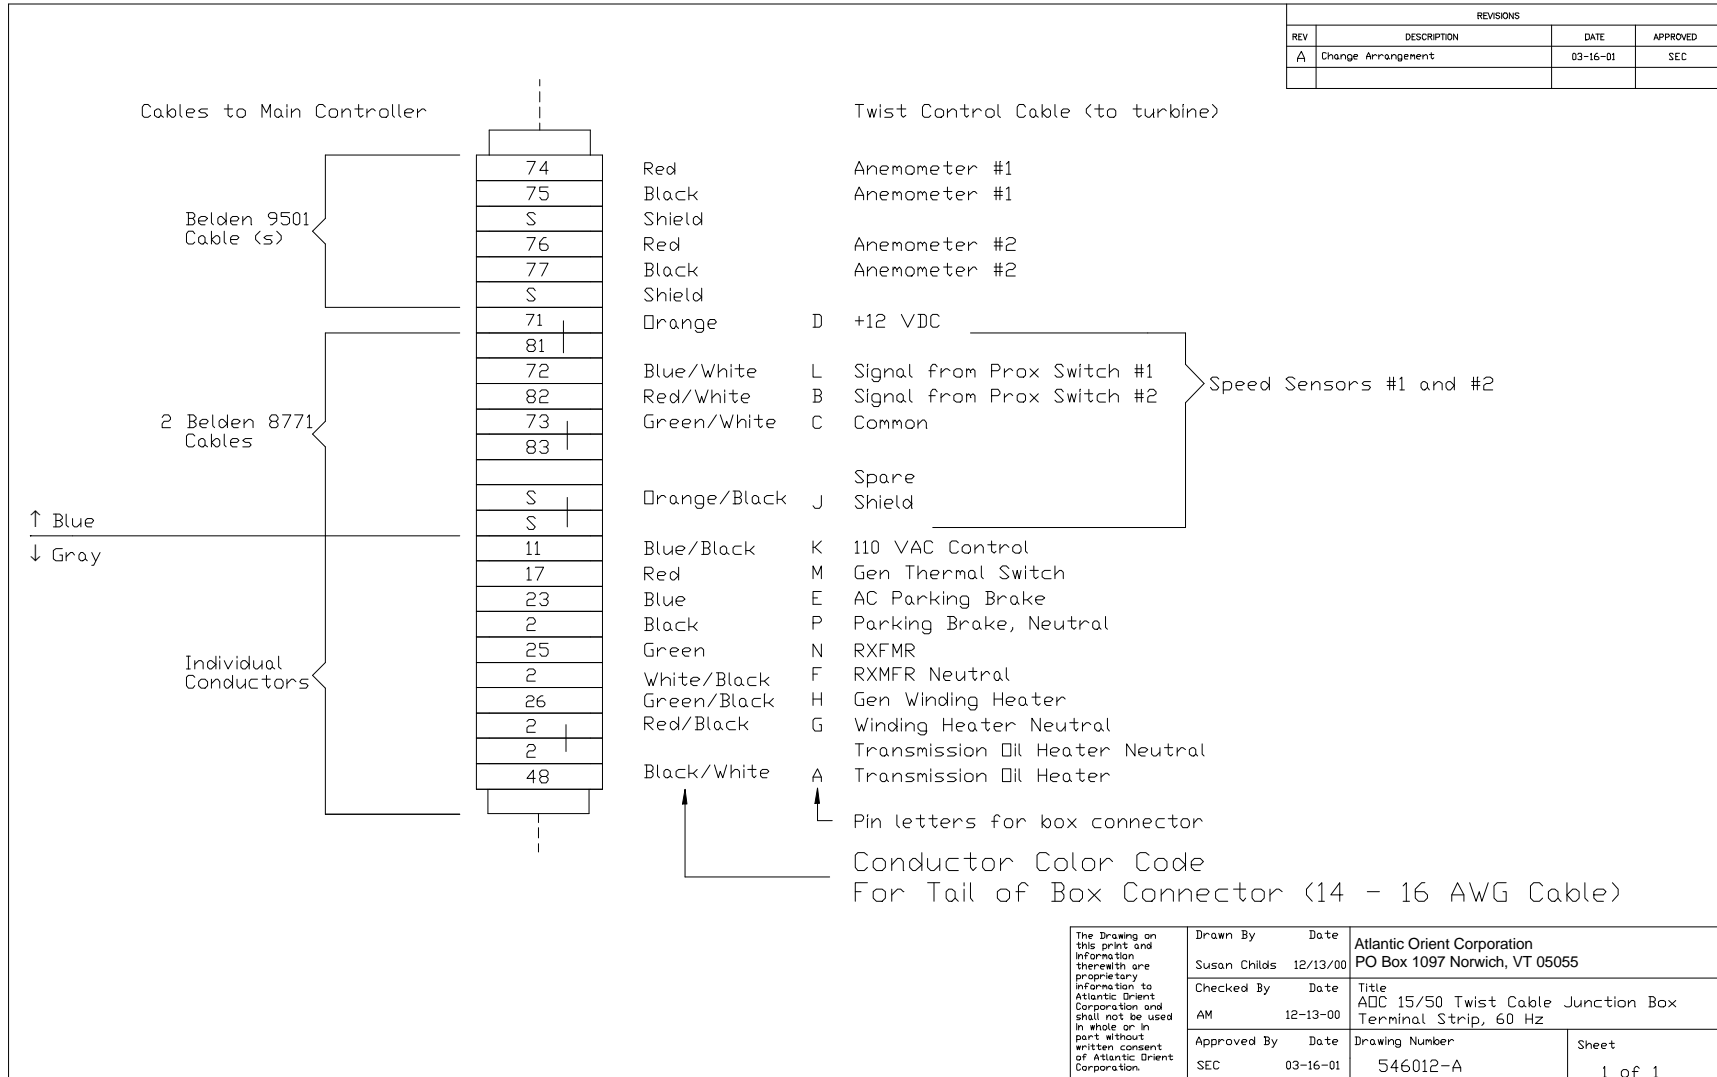 REVISIONS
REV DESCRIPTION DATE APPROVED
A Change Arrangement 03-16-01 SEC
Cables to Main Controller
Twist Control Cable (to turbine)
74 Red Anemometer #1
75 Black Anemometer #1
S Shield
76 Red Anemometer #2
77 Black Anemometer #2
S Shield
71 Orange D +12 VDC
81
72 Blue/White L Signal from Prox Switch #1
82 Red/White B Signal from Prox Switch #2
73 Green/White C Common
83
Spare
S Orange/Black J Shield
S
11 Blue/Black K 110 VAC Control
17 Red M Gen Thermal Switch
23 Blue E AC Parking Brake
2 Black P Parking Brake, Neutral
25 Green N RXFMR
2 White/Black F RXMFR Neutral
26 Green/Black H Gen Winding Heater
2 Red/Black G Winding Heater Neutral
2 Transmission Oil Heater Neutral
48 Black/White A Transmission Oil Heater
Belden 9501
Cable (s)
2 Belden 8771
Cables
↑ Blue
↓ Gray
Individual
Conductors
Speed Sensors #1 and #2
Pin letters for box connector
Conductor Color Code
For Tail of Box Connector (14 - 16 AWG Cable)
The Drawing on
this print and
information
therewith are
proprietary
information to
Atlantic Orient
Corporation and
shall not be used
in whole or in
part without
written consent
of Atlantic Orient
Corporation.
Drawn By Date
Susan Childs 12/13/00
Checked By Date
AM 12-13-00
Approved By Date
SEC 03-16-01
Atlantic Orient Corporation
PO Box 1097 Norwich, VT 05055
Title
AOC 15/50 Twist Cable Junction Box
Terminal Strip, 60 Hz
Drawing Number
546012-A
Sheet
1 of 1